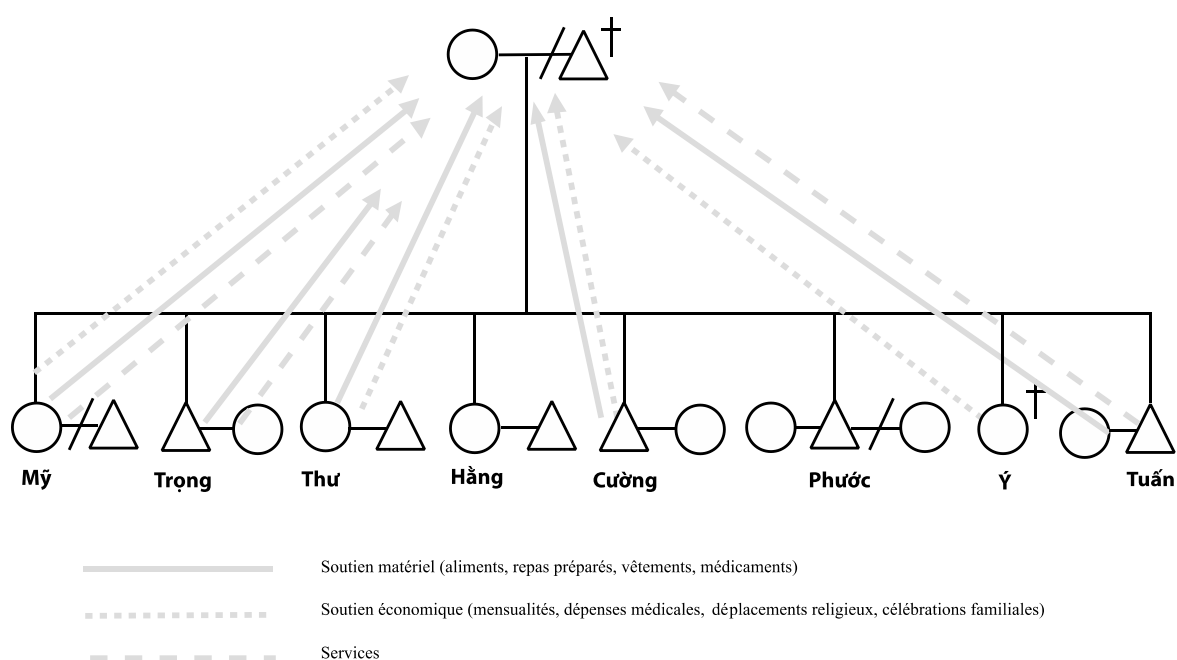 Mỹ
Trọng
Thư
Hằng
Cường
Phước
Ý
Tuấn
Soutien matériel (aliments, repas préparés, vêtements, médicaments)
Soutien économique (mensualités, dépenses médicales, déplacements religieux, célébrations familiales)
Services